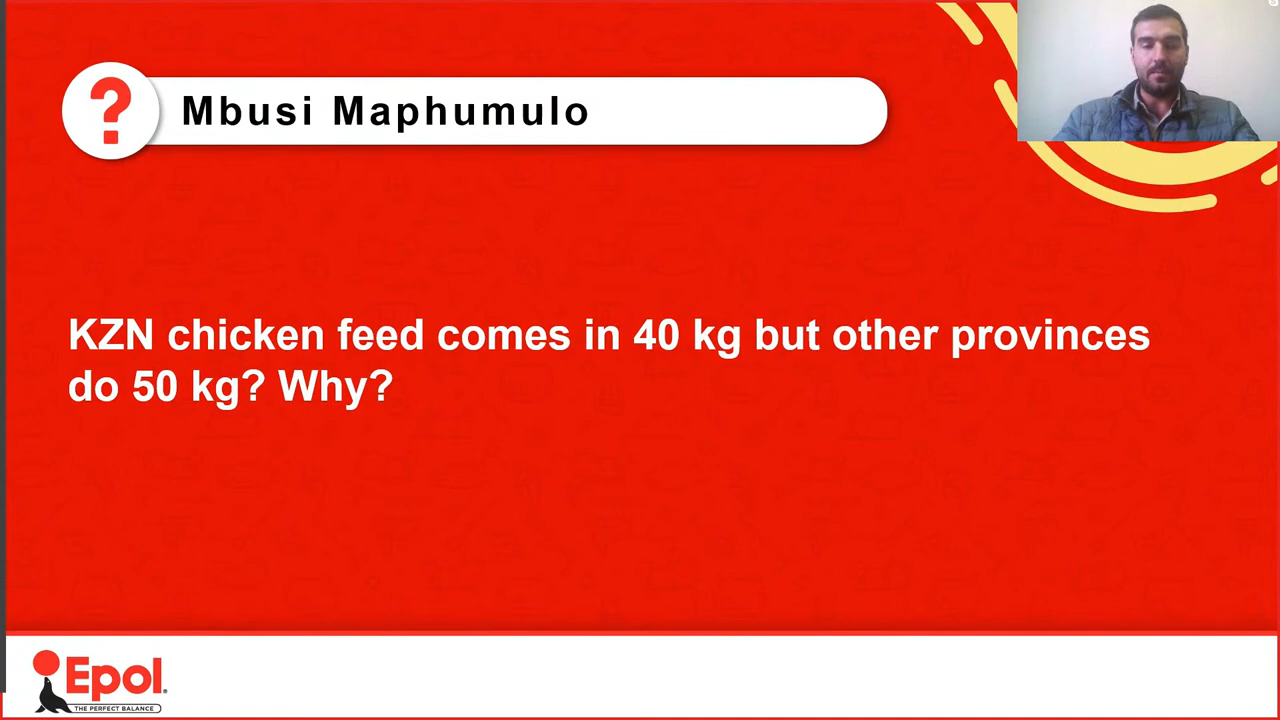 ?
Mbusi Maphumulo
KZN chicken feed comes in 40 kg but other provinces
do 50 kg? Why?
Epol
THE PERFECT BALANCE